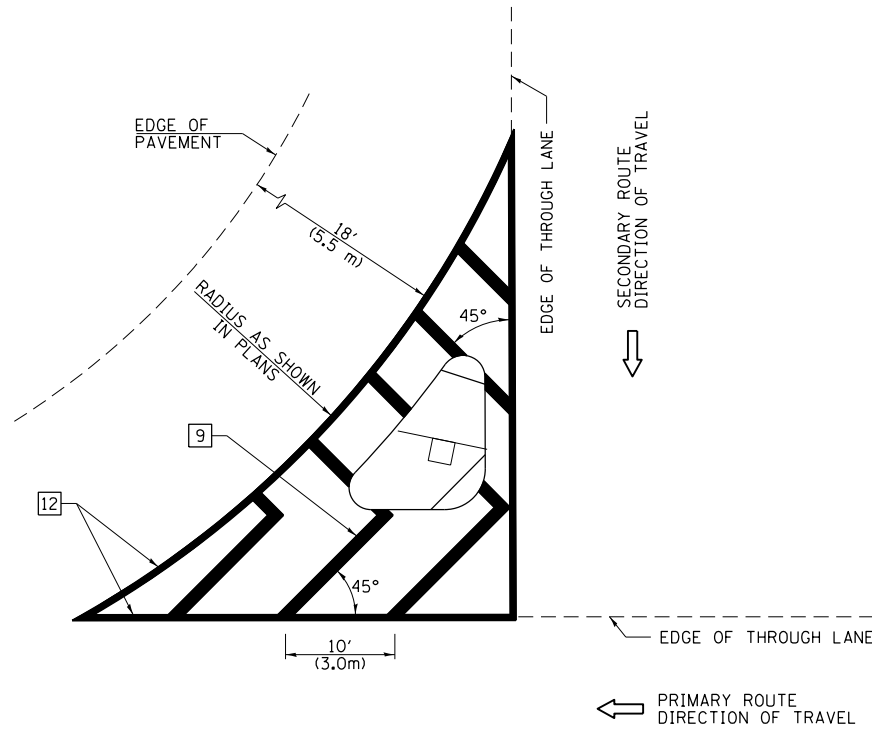 EDGE OF
PAVEMENT
18'
(5.5 m)
RADIUS AS SHOWN
IN PLANS
EDGE OF THROUGH LANE
SECONDARY ROUTE
DIRECTION OF TRAVEL
45°
9
12
45°
10'
(3.0m)
EDGE OF THROUGH LANE
PRIMARY ROUTE
DIRECTION OF TRAVEL